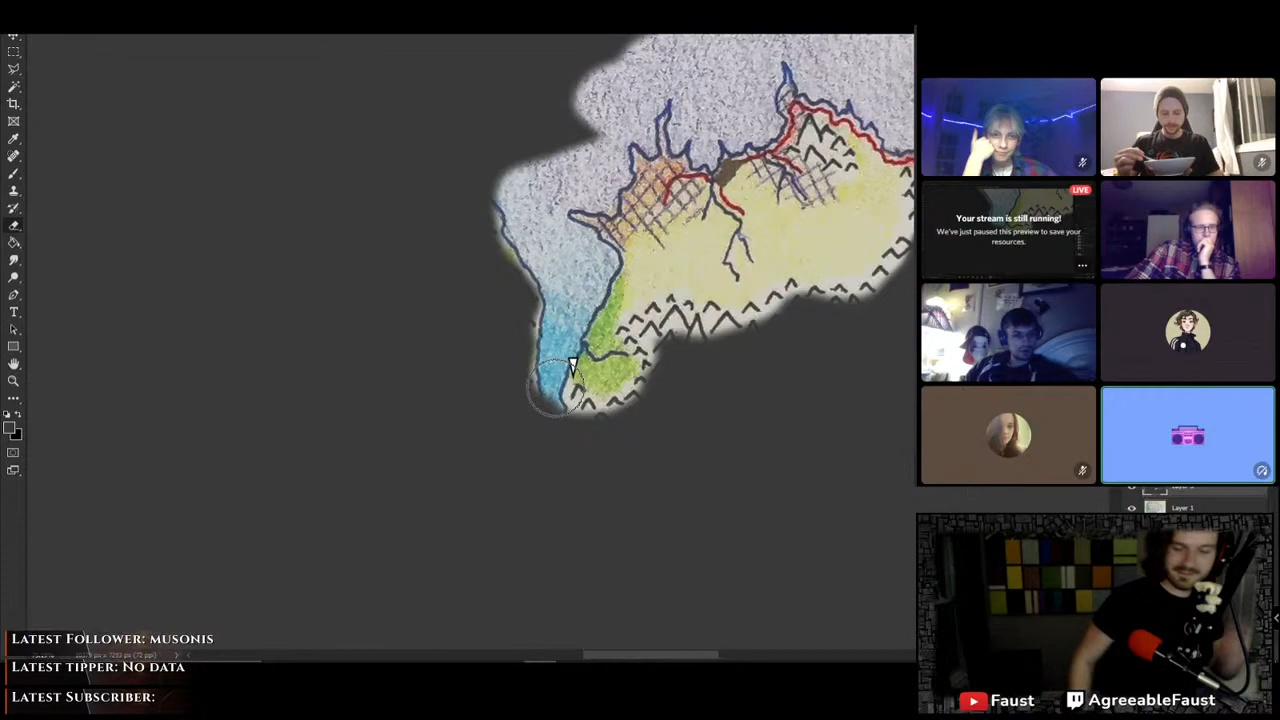 LIVE
Your stream is still running!
We've just paused this preview to save your
resources.
Layer 1
LATEST FOLLOWER: MUSONIS
LATEST TIPPER: NO DATA
LATEST SUBSCRIBER:
Faust
AgreeableFaust